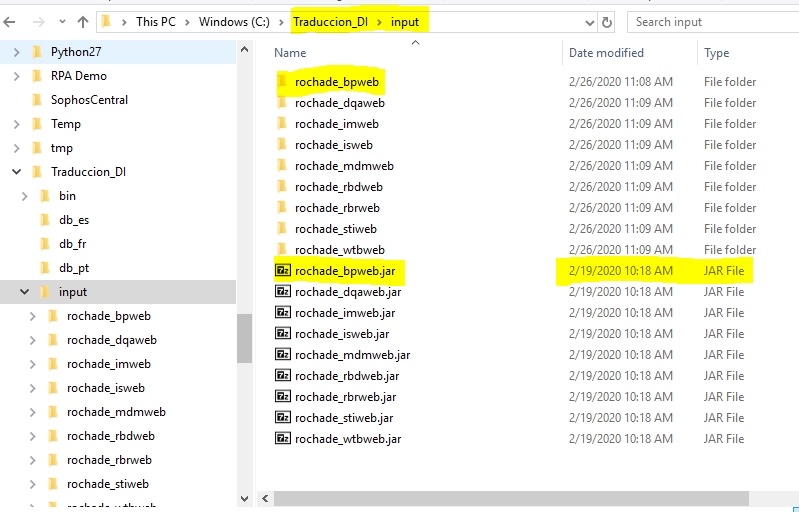 This PC > Windows (C:) > Traduccion_DI > input
Search input
Python27
RPA Demo
SophosCentral
Temp
tmp
Traduccion_DI
bin
db_es
db_fr
db_pt
input
rochade_bpweb
rochade_dqaweb
rochade_imweb
rochade_isweb
rochade_mdmweb
rochade_rbdweb
rochade_rbrweb
rochade_stiweb
rochade_wtbweb
Name Date modified Type
rochade_bpweb 2/26/2020 11:08 AM File folder
rochade_dqaweb 2/26/2020 11:09 AM File folder
rochade_imweb 2/26/2020 11:09 AM File folder
rochade_isweb 2/26/2020 11:09 AM File folder
rochade_mdmweb 2/26/2020 11:09 AM File folder
rochade_rbdweb 2/26/2020 11:09 AM File folder
rochade_rbrweb 2/26/2020 11:09 AM File folder
rochade_stiweb 2/26/2020 11:09 AM File folder
rochade_wtbweb 2/26/2020 11:09 AM File folder
7z rochade_bpweb.jar 2/19/2020 10:18 AM JAR File
7z rochade_dqaweb.jar 2/19/2020 10:18 AM JAR File
7z rochade_imweb.jar 2/19/2020 10:18 AM JAR File
7z rochade_isweb.jar 2/19/2020 10:18 AM JAR File
7z rochade_mdmweb.jar 2/19/2020 10:18 AM JAR File
7z rochade_rbdweb.jar 2/19/2020 10:18 AM JAR File
7z rochade_rbrweb.jar 2/19/2020 10:18 AM JAR File
7z rochade_stiweb.jar 2/19/2020 10:18 AM JAR File
7z rochade_wtbweb.jar 2/19/2020 10:18 AM JAR File